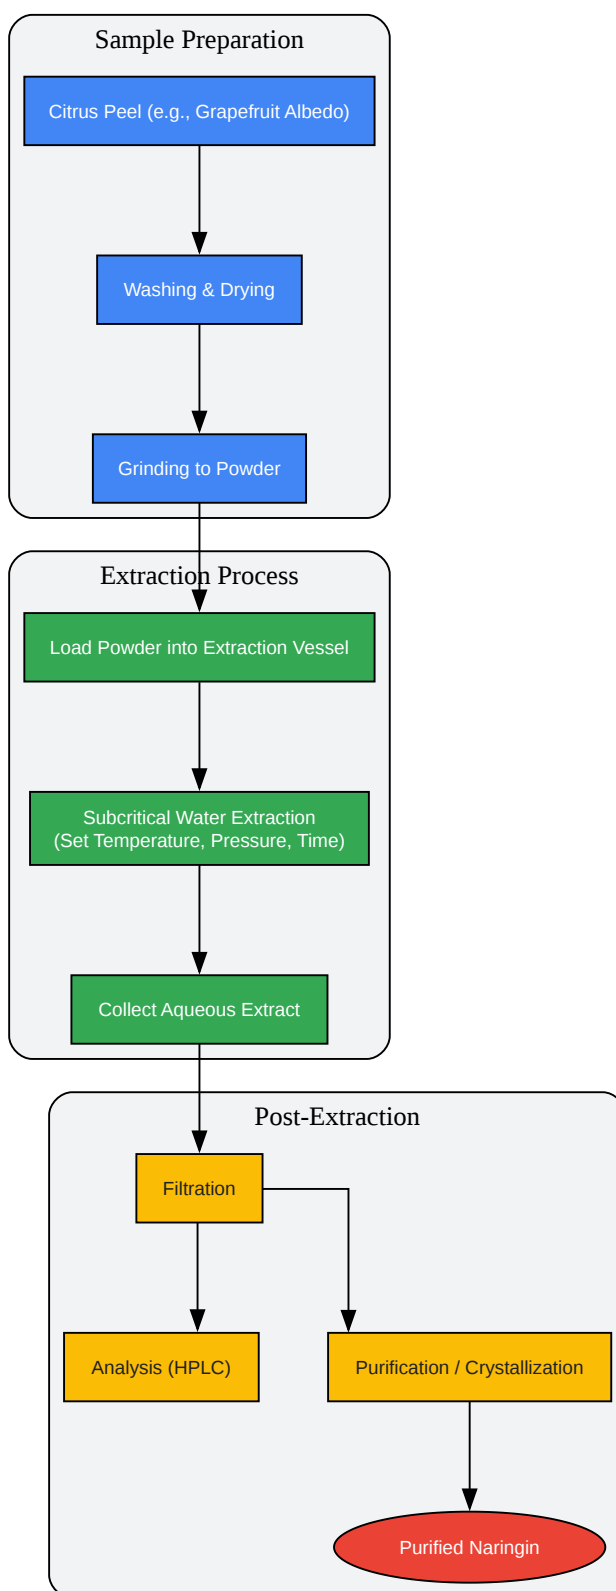 Sample Preparation
Citrus Peel (e.g., Grapefruit Albedo)
Washing & Drying
Grinding to Powder
Extraction Process
Load Powder into Extraction Vessel
Subcritical Water Extraction
(Set Temperature, Pressure, Time)
Collect Aqueous Extract
Post-Extraction
Filtration
Analysis (HPLC)
Purification / Crystallization
Purified Naringin